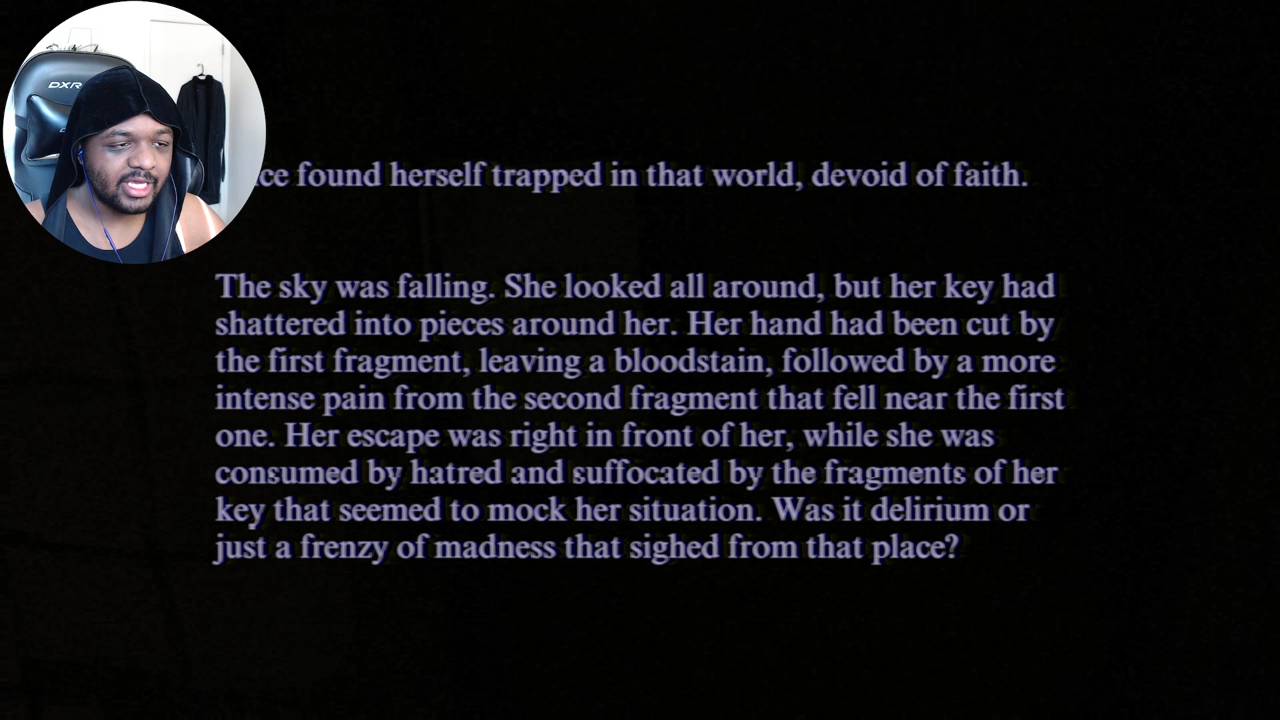 DXR
found herself trapped in that world, devoid of faith.
The sky was falling. She looked all around, but her key had
shattered into pieces around her. Her hand had been cut by
the first fragment, leaving a bloodstain, followed by a more
intense pain from the second fragment that fell near the first
one. Her escape was right in front of her, while she was
consumed by hatred and suffocated by the fragments of her
key that seemed to mock her situation. Was it delirium or
just a frenzy of madness that sighed from that place?